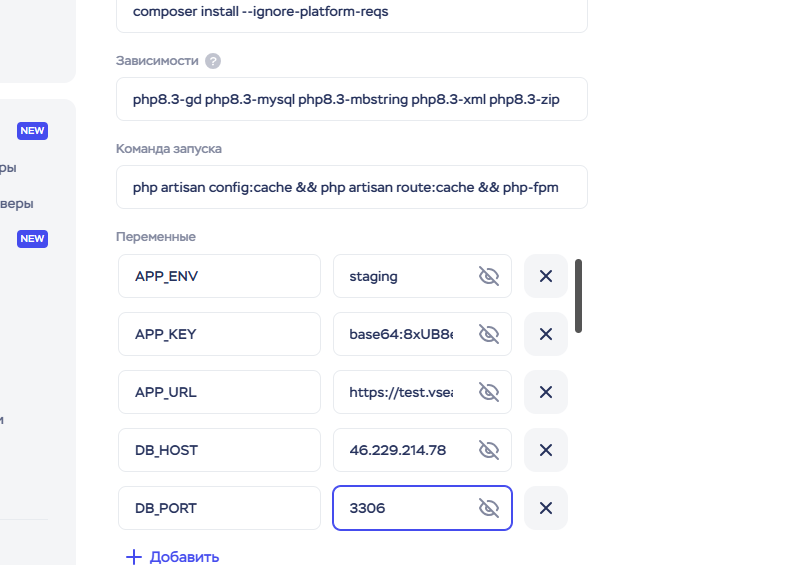 composer install --ignore-platform-reqs
Зависимости ?
php8.3-gd php8.3-mysql php8.3-mbstring php8.3-xml php8.3-zip
NEW
Команда запуска
ры
php artisan config:cache && php artisan route:cache && php-fpm
веры
NEW
Переменные
APP_ENV staging
APP_KEY base64:8xUB8
APP_URL https://test.vsea
и
DB_HOST 46.229.214.78
DB_PORT 3306
+ Добавить